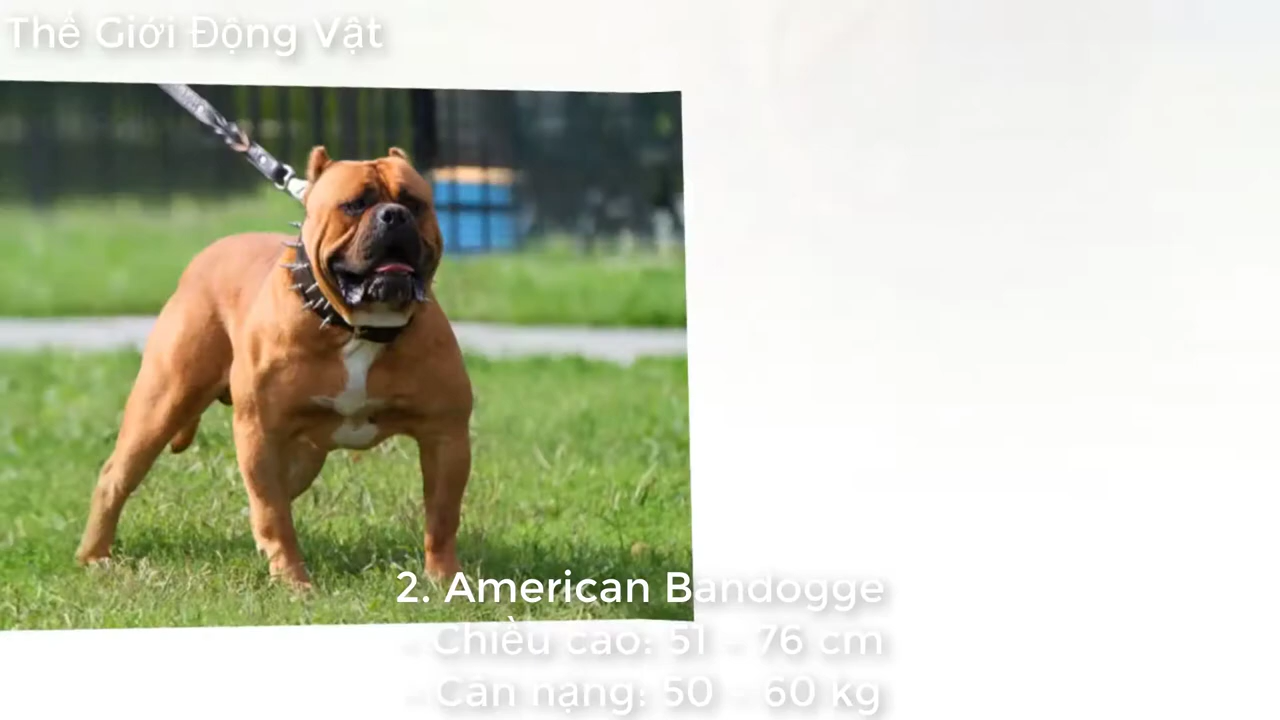 Thế Giới Động Vật
2. American Bandogge
- Chiều cao: 51 - 76 cm
- Cân nặng: 50 - 60 kg